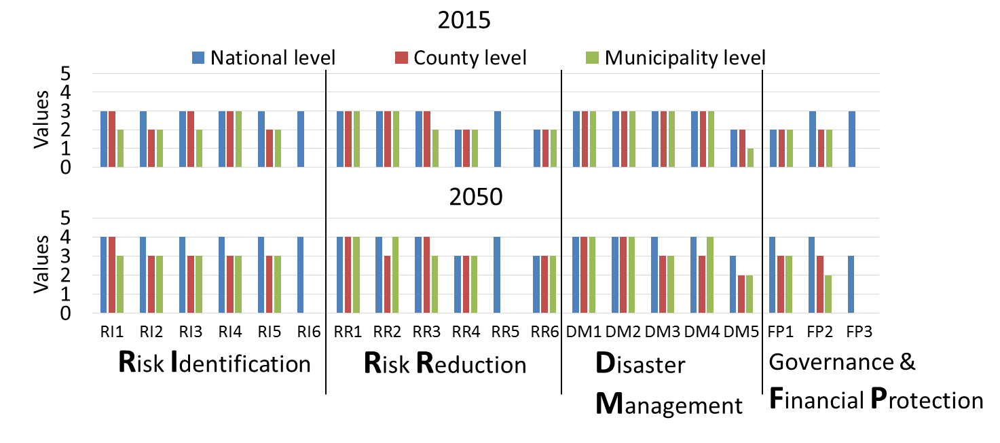 2015
National level County level Municipality level
5
4
3
2
1
0
Values
2050
5
4
3
2
1
0
Values
RI1 RI2 RI3 RI4 RI5 RI6 RR1 RR2 RR3 RR4 RR5 RR6 DM1 DM2 DM3 DM4 DM5 FP1 FP2 FP3
Risk Identification
Risk Reduction
Disaster
Management
Governance &
Financial Protection